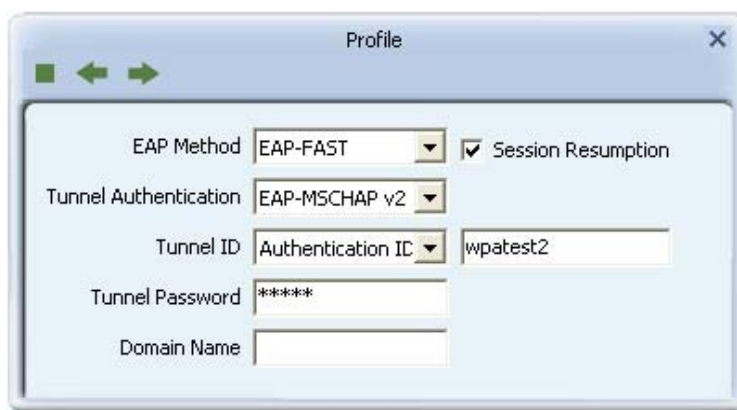 Profile
EAP Method EAP-FAST Session Resumption
Tunnel Authentication EAP-MSCHAP v2
Tunnel ID Authentication ID wpatest2
Tunnel Password *****
Domain Name